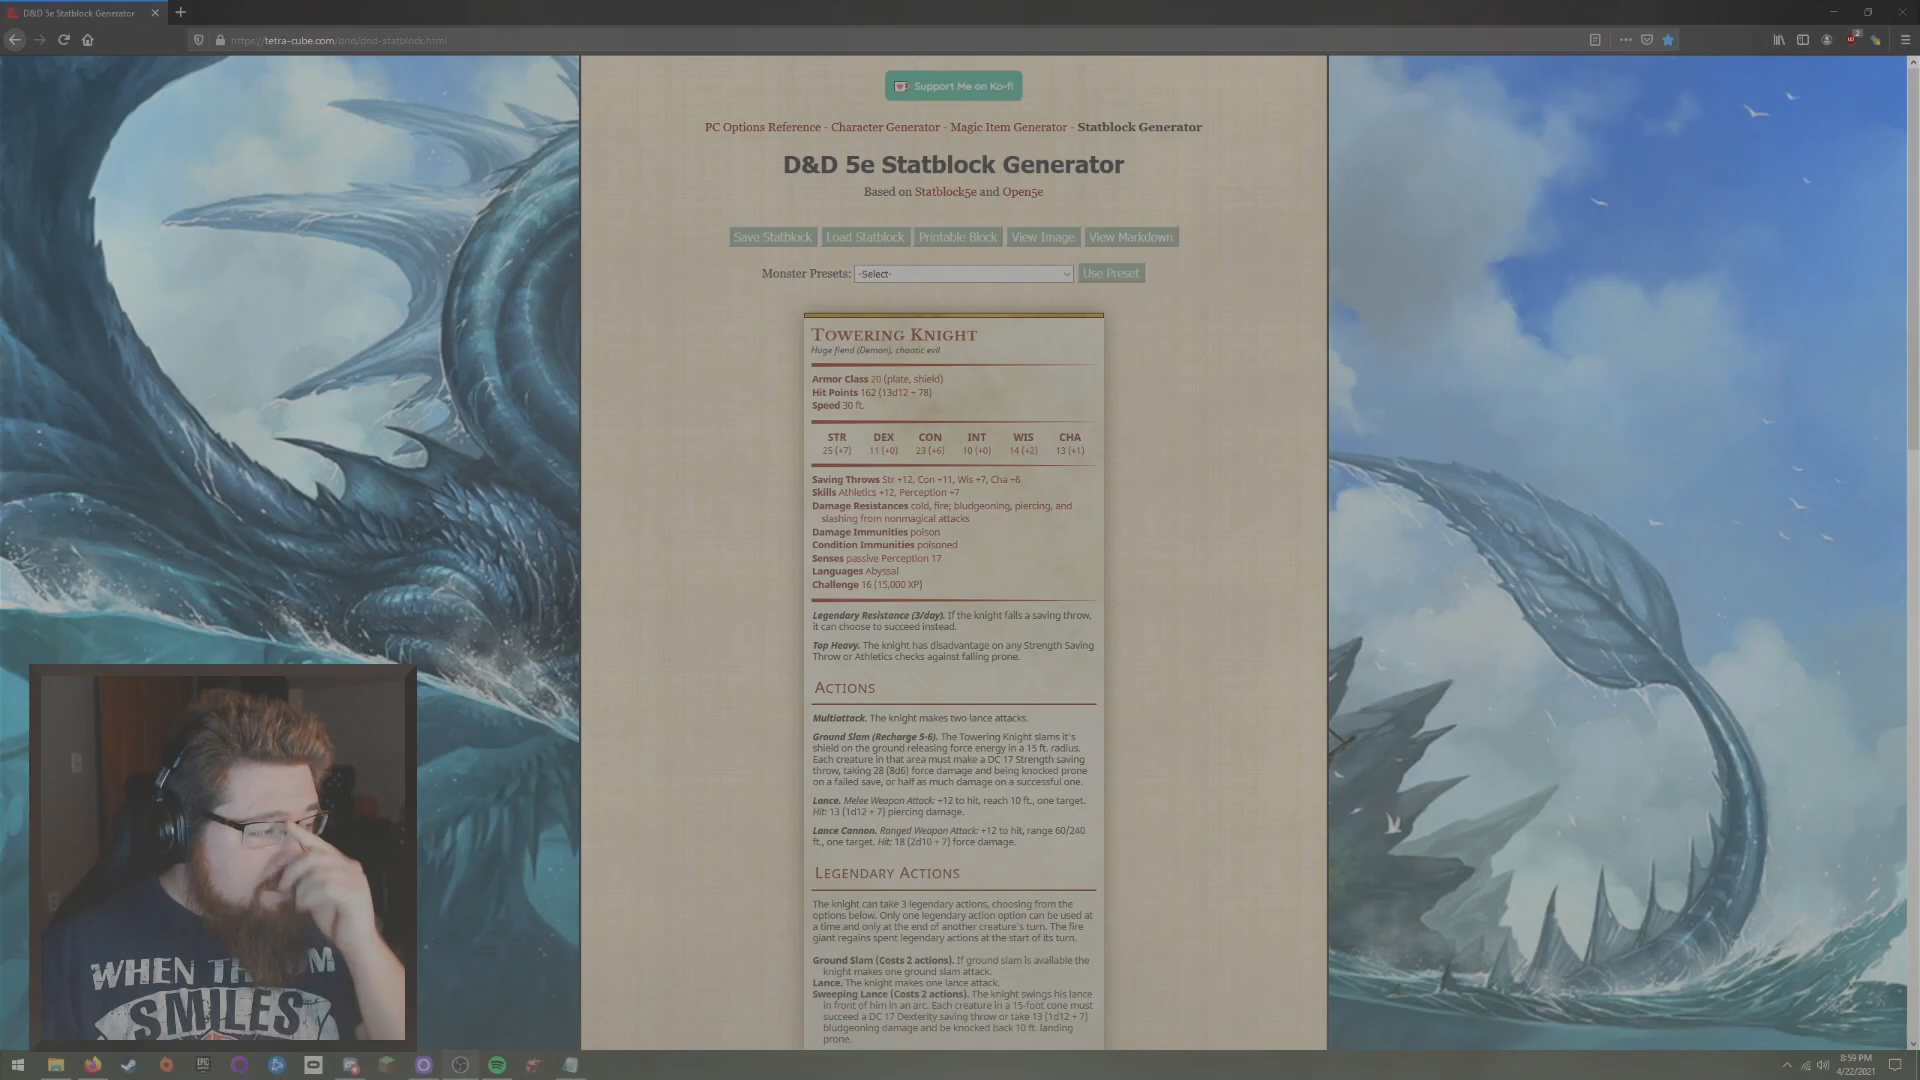 D&D 5e Statblock Generator
https://tetra-cube.com/dnd/dnd-statblock.html
2
Support Me on Ko-fi
PC Options Reference - Character Generator - Magic Item Generator - Statblock Generator
D&D 5e Statblock Generator
Based on Statblock5e and Open5e
Save Statblock Load Statblock Printable Block View Image View Markdown
Monster Presets: -Select- Use Preset
Towering Knight
Huge fiend (Demon), chaotic evil
Armor Class 20 (plate, shield)
Hit Points 162 (13d12 + 78)
Speed 30 ft.
STR DEX CON INT WIS CHA
25 (+7) 11 (+0) 23 (+6) 10 (+0) 14 (+2) 13 (+1)
Saving Throws Str +12, Con +11, Wis +7, Cha +6
Skills Athletics +12, Perception +7
Damage Resistances cold, fire; bludgeoning, piercing, and
slashing from nonmagical attacks
Damage Immunities poison
Condition Immunities poisoned
Senses passive Perception 17
Languages Abyssal
Challenge 16 (15,000 XP)
Legendary Resistance (3/day). If the knight fails a saving throw,
it can choose to succeed instead.
Top Heavy. The knight has disadvantage on any Strength Saving
Throw or Athletics checks against falling prone.
Actions
Multiattack. The knight makes two lance attacks.
Ground Slam (Recharge 5-6). The Towering Knight slams it's
shield on the ground releasing force energy in a 15 ft. radius.
Each creature in that area must make a DC 17 Strength saving
throw, taking 28 (8d6) force damage and being knocked prone
on a failed save, or half as much damage on a successful one.
Lance. Melee Weapon Attack: +12 to hit, reach 10 ft., one target.
Hit: 13 (1d12 + 7) piercing damage.
Lance Cannon. Ranged Weapon Attack: +12 to hit, range 60/240
ft., one target. Hit: 18 (2d10 + 7) force damage.
Legendary Actions
The knight can take 3 legendary actions, choosing from the
options below. Only one legendary action option can be used at
a time and only at the end of another creature's turn. The fire
giant regains spent legendary actions at the start of its turn.
Ground Slam (Costs 2 actions). If ground slam is available the
knight makes one ground slam attack.
Lance. The knight makes one lance attack.
Sweeping Lance (Costs 2 actions). The knight swings his lance
in front of him in an arc. Each creature in a 15-foot cone must
succeed a DC 17 Dexterity saving throw or take 13 (1d12 + 7)
bludgeoning damage and be knocked back 10 ft. landing
prone.
WHEN TH M
SMILES
EPIC
8:59 PM
4/22/2021